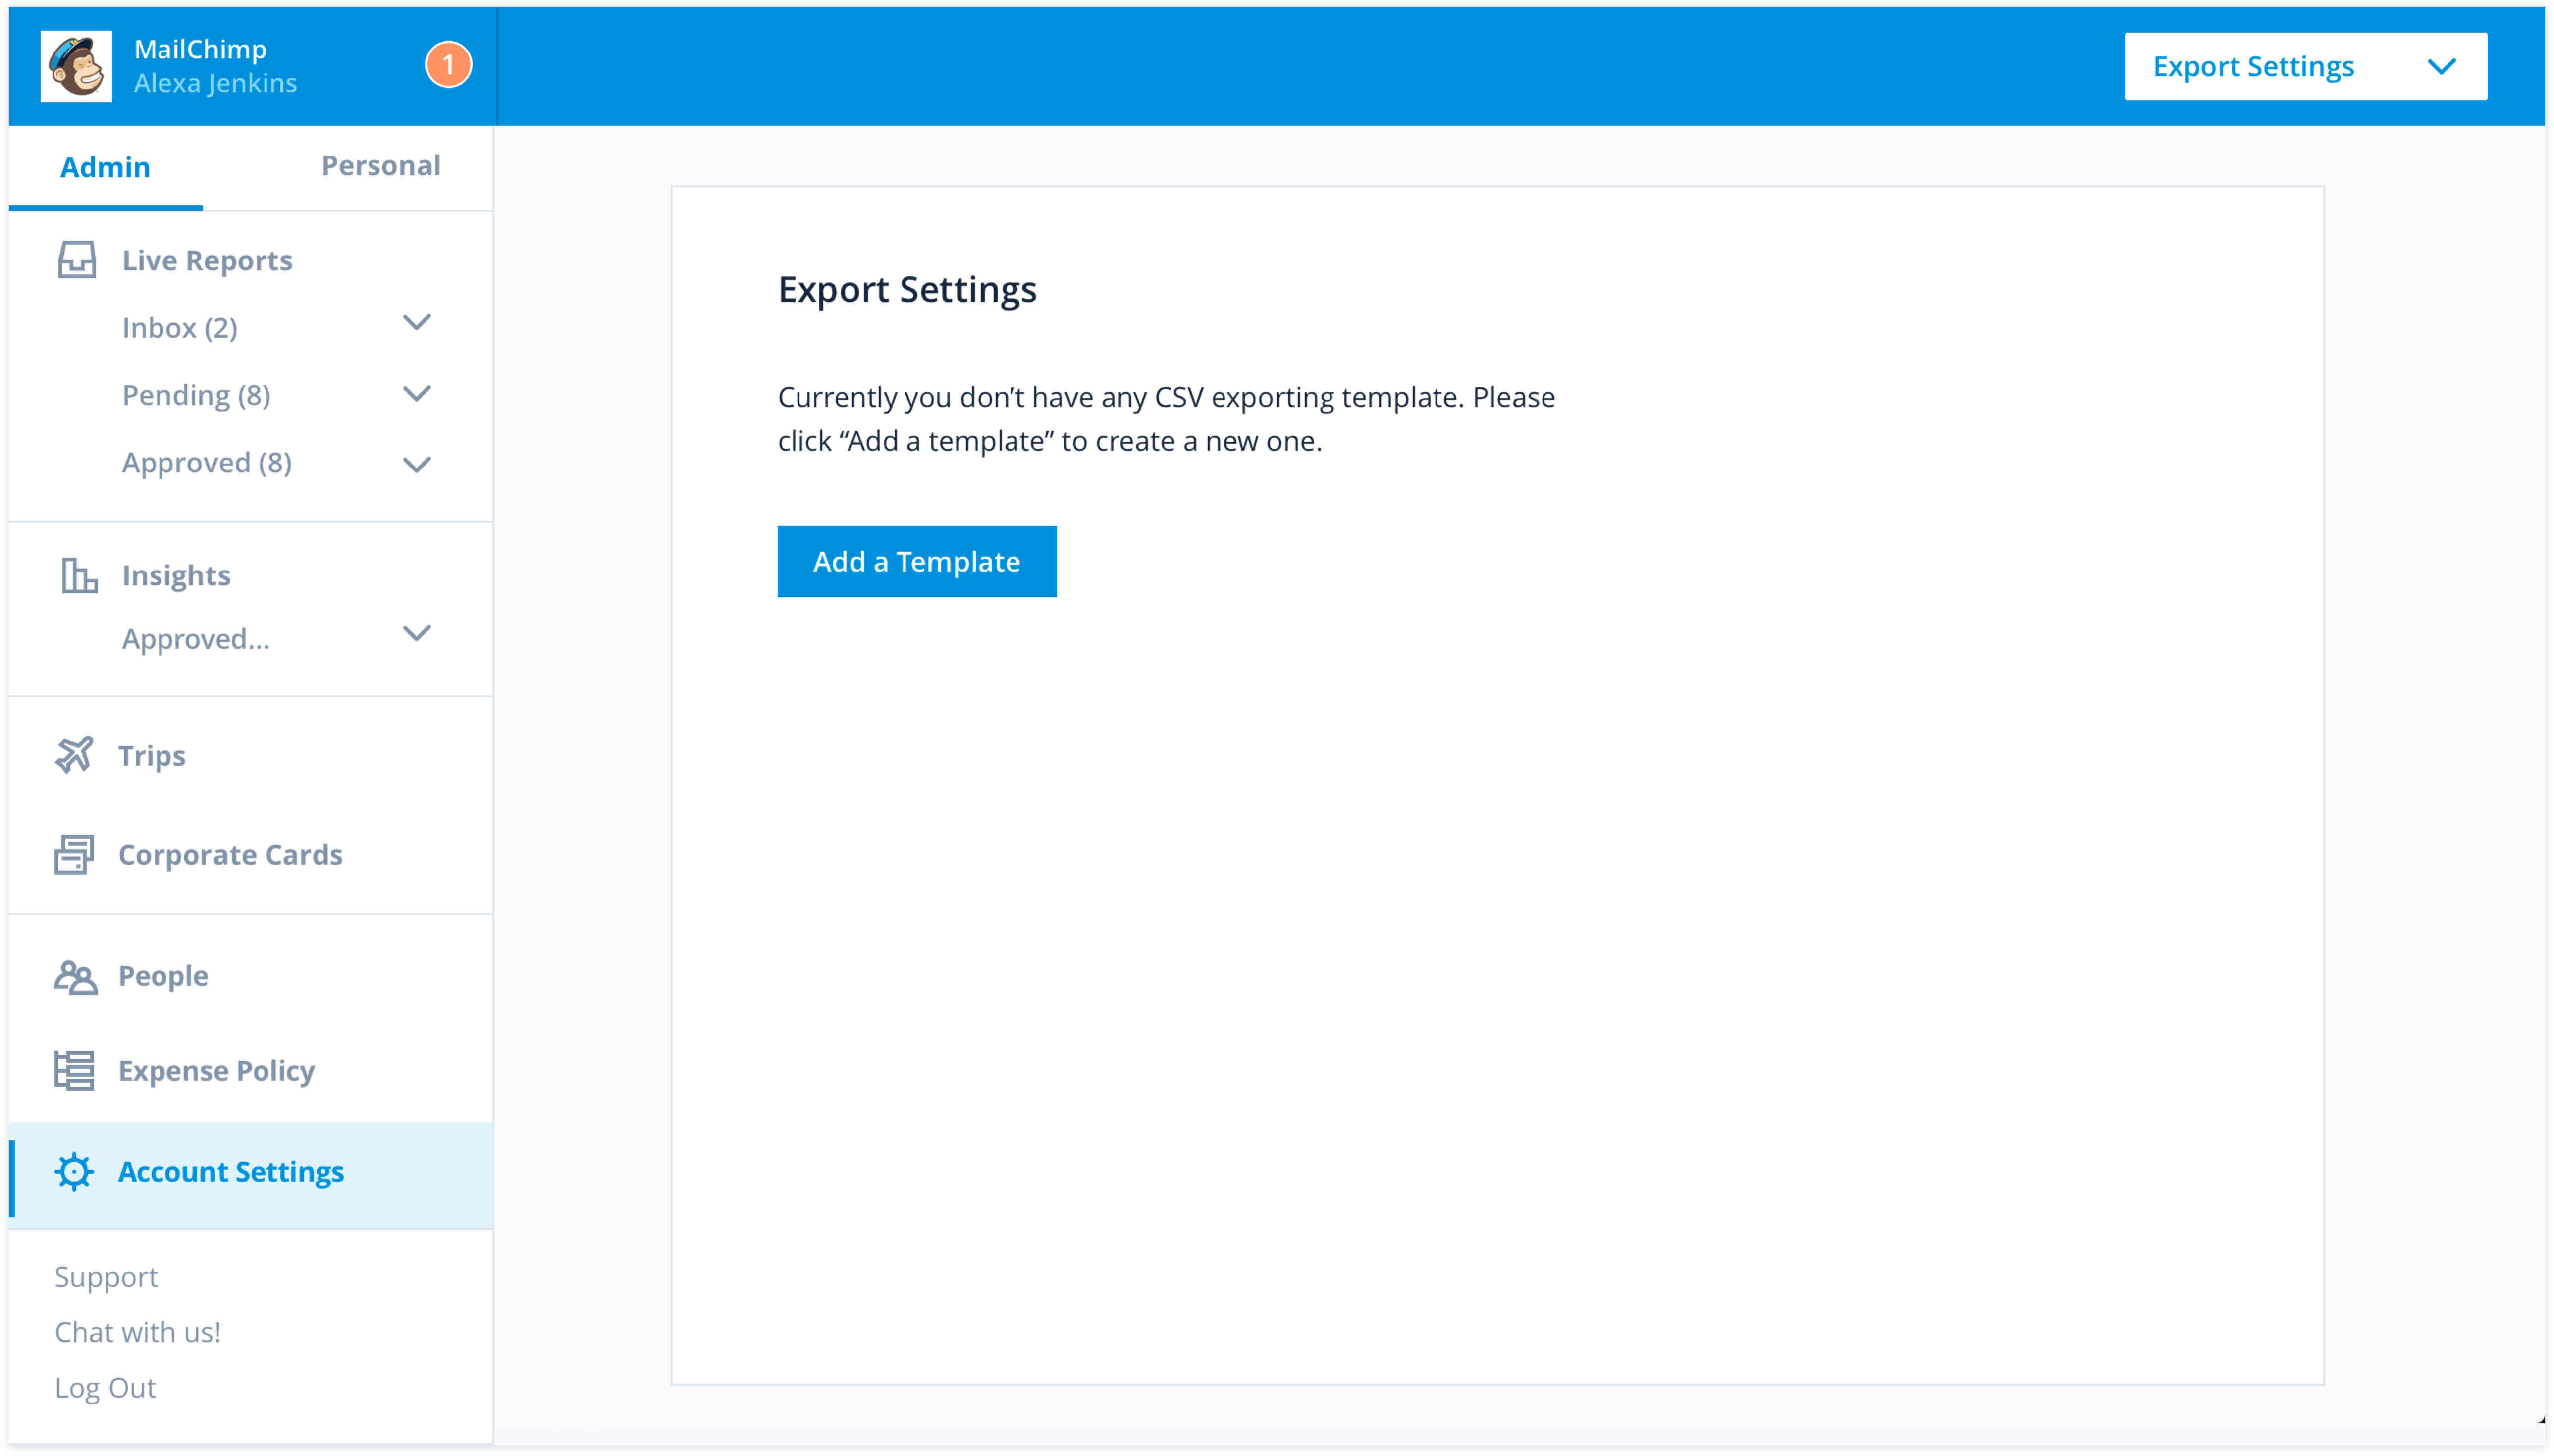 MailChimp
Alexa Jenkins
1
Export Settings
Admin
Personal
Live Reports
Inbox (2)
Pending (8)
Approved (8)
Insights
Approved...
Trips
Corporate Cards
People
Expense Policy
Account Settings
Support
Chat with us!
Log Out
Export Settings
Currently you don’t have any CSV exporting template. Please
click “Add a template” to create a new one.
Add a Template